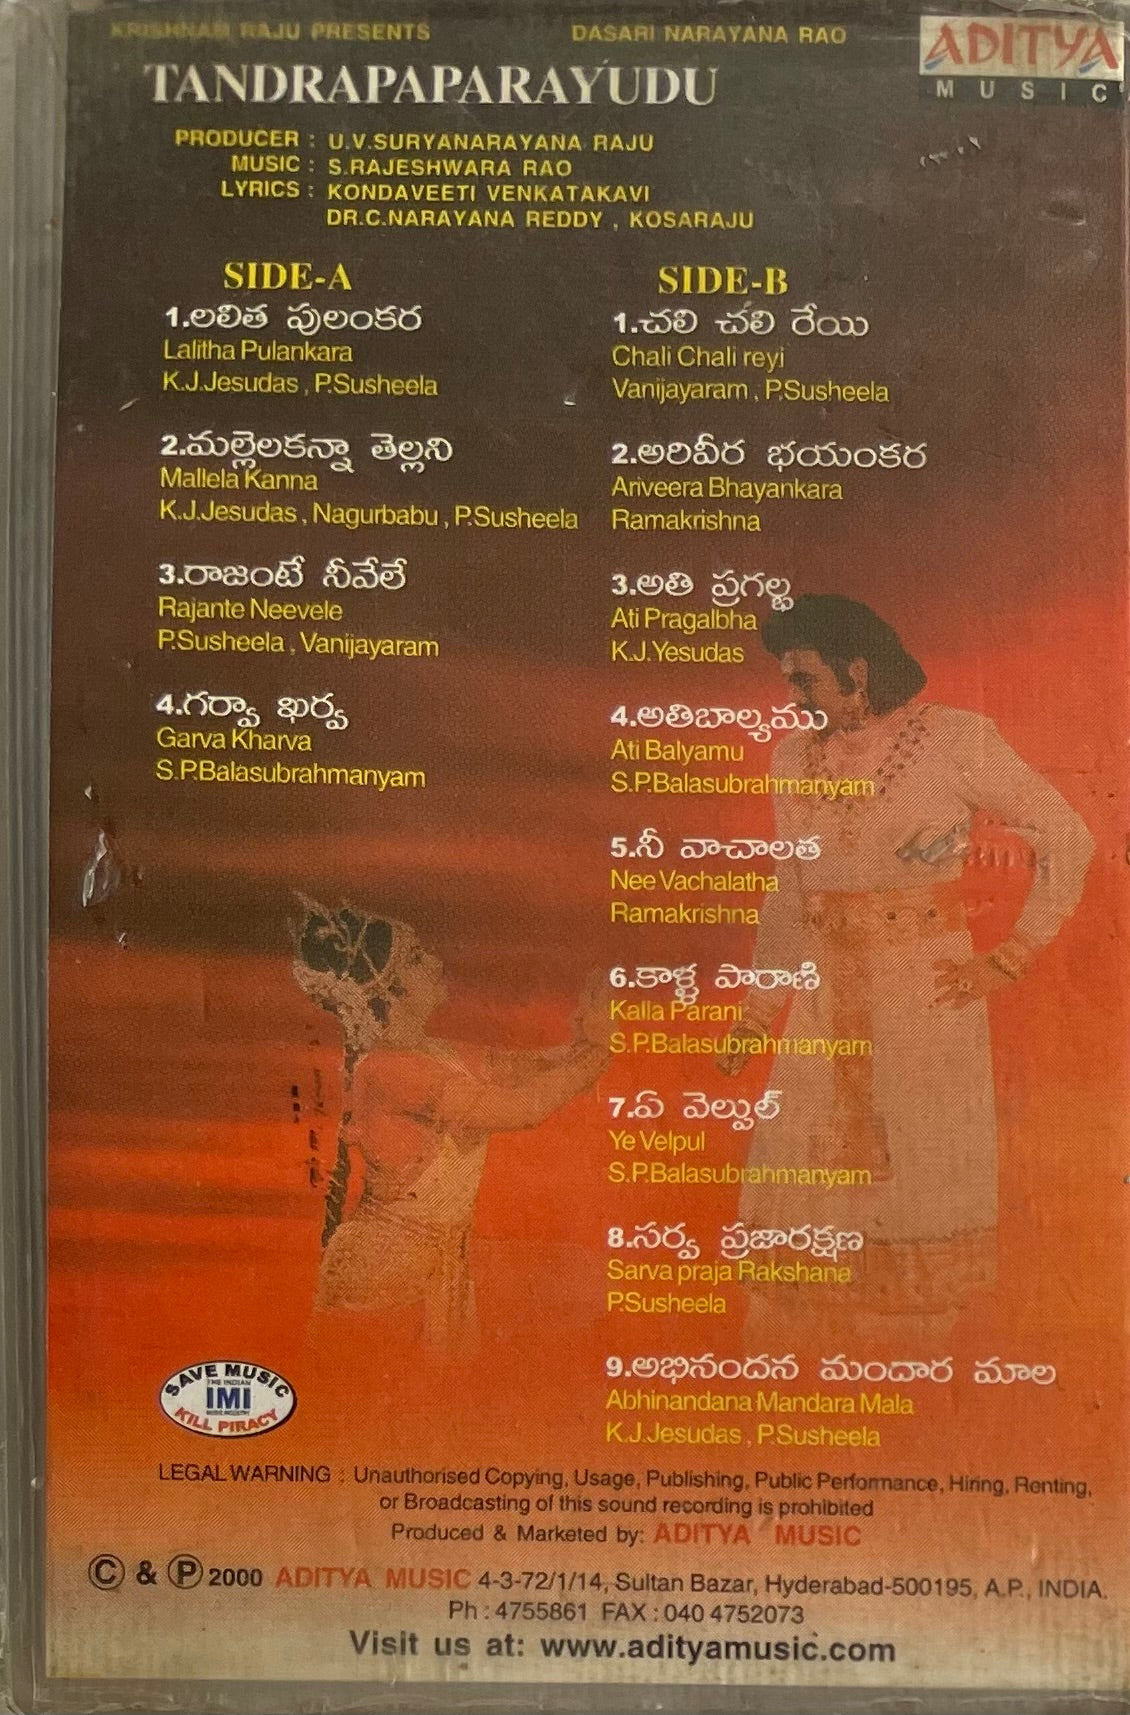 KRISHNAM RAJU PRESENTS
DASARI NARAYANA RAO
ADITYA
MUSIC
TANDRAPAPARAYUDU
PRODUCER : U.V.SURYANARAYANA RAJU
MUSIC : S.RAJESHWARA RAO
LYRICS : KONDAVEETI VENKATAKAVI
DR.C.NARAYANA REDDY , KOSARAJU
SIDE-A
1.లలిత పులంకర
Lalitha Pulankara
K.J.Jesudas , P.Susheela
2.మల్లెలకన్నా తెల్లని
Mallela Kanna
K.J.Jesudas , Nagurbabu , P.Susheela
3.రాజంటే నీవేలే
Rajante Neevele
P.Susheela , Vanijayaram
4.గర్వా ఖర్వ
Garva Kharva
S.P.Balasubrahmanyam
SIDE-B
1.చలి చలి రేయి
Chali Chali reyi
Vanijayaram , P.Susheela
2.అరివీర భయంకర
Ariveera Bhayankara
Ramakrishna
3.అతి ప్రగల్భ
Ati Pragalbha
K.J.Yesudas
4.అతిబాల్యము
Ati Balyamu
S.P.Balasubrahmanyam
5.నీ వాచాలత
Nee Vachalatha
Ramakrishna
6.కాళ్ళ పారాణి
Kalla Parani
S.P.Balasubrahmanyam
7.ఏ వెల్పుల్
Ye Velpul
S.P.Balasubrahmanyam
8.సర్వ ప్రజారక్షణ
Sarva praja Rakshana
P.Susheela
9.అభినందన మందార మాల
Abhinandana Mandara Mala
K.J.Jesudas , P.Susheela
SAVE MUSIC
THE INDIAN
IMI
MUSIC INDUSTRY
KILL PIRACY
LEGAL WARNING : Unauthorised Copying, Usage, Publishing, Public Performance, Hiring, Renting,
or Broadcasting of this sound recording is prohibited
Produced & Marketed by: ADITYA MUSIC
© & ℗ 2000 ADITYA MUSIC 4-3-72/1/14, Sultan Bazar, Hyderabad-500195, A.P., INDIA.
Ph : 4755861 FAX : 040 4752073
Visit us at: www.adityamusic.com